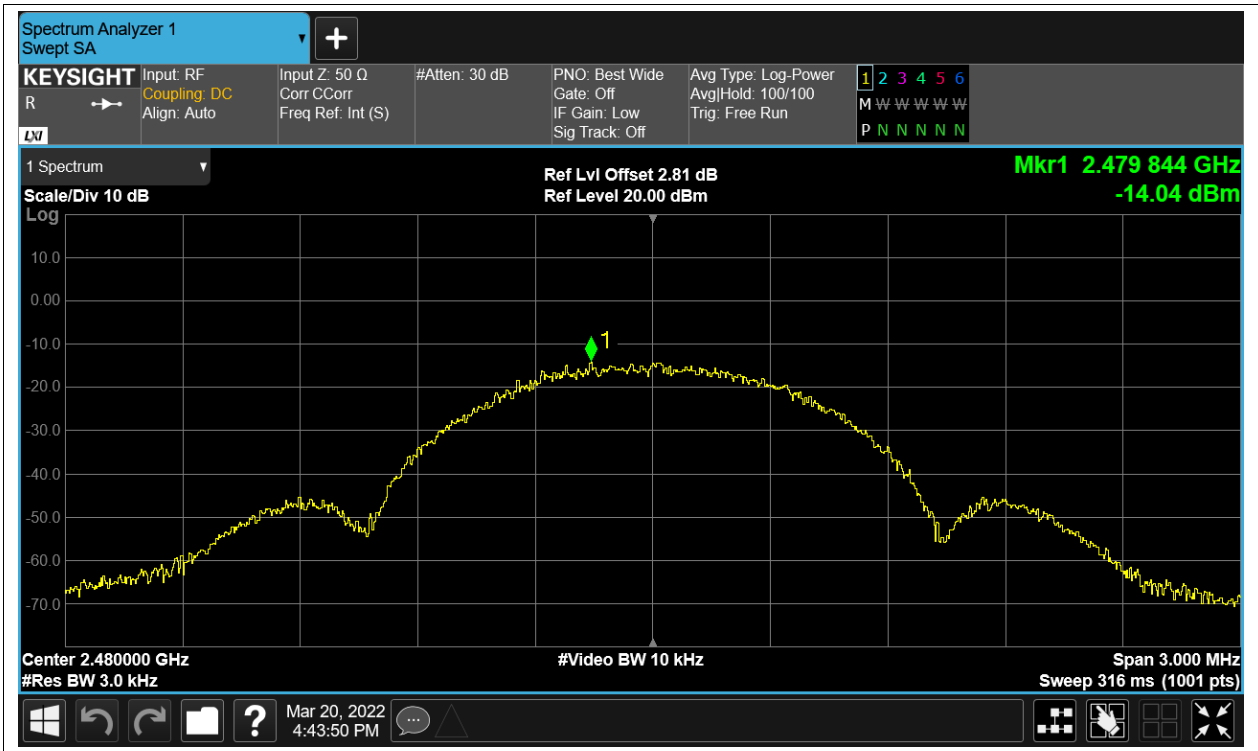 Spectrum Analyzer 1
Swept SA
KEYSIGHT
R
LXI
Input: RF
Coupling: DC
Align: Auto
Input Z: 50 Ω
Corr CCorr
Freq Ref: Int (S)
#Atten: 30 dB
PNO: Best Wide
Gate: Off
IF Gain: Low
Sig Track: Off
Avg Type: Log-Power
Avg|Hold: 100/100
Trig: Free Run
1 2 3 4 5 6
M W W W W W
P N N N N N
1 Spectrum
Scale/Div 10 dB
Log
Ref Lvl Offset 2.81 dB
Ref Level 20.00 dBm
Mkr1 2.479 844 GHz
-14.04 dBm
10.0
0.00
-10.0
-20.0
-30.0
-40.0
-50.0
-60.0
-70.0
1
Center 2.480000 GHz
#Res BW 3.0 kHz
#Video BW 10 kHz
Span 3.000 MHz
Sweep 316 ms (1001 pts)
?
Mar 20, 2022
4:43:50 PM